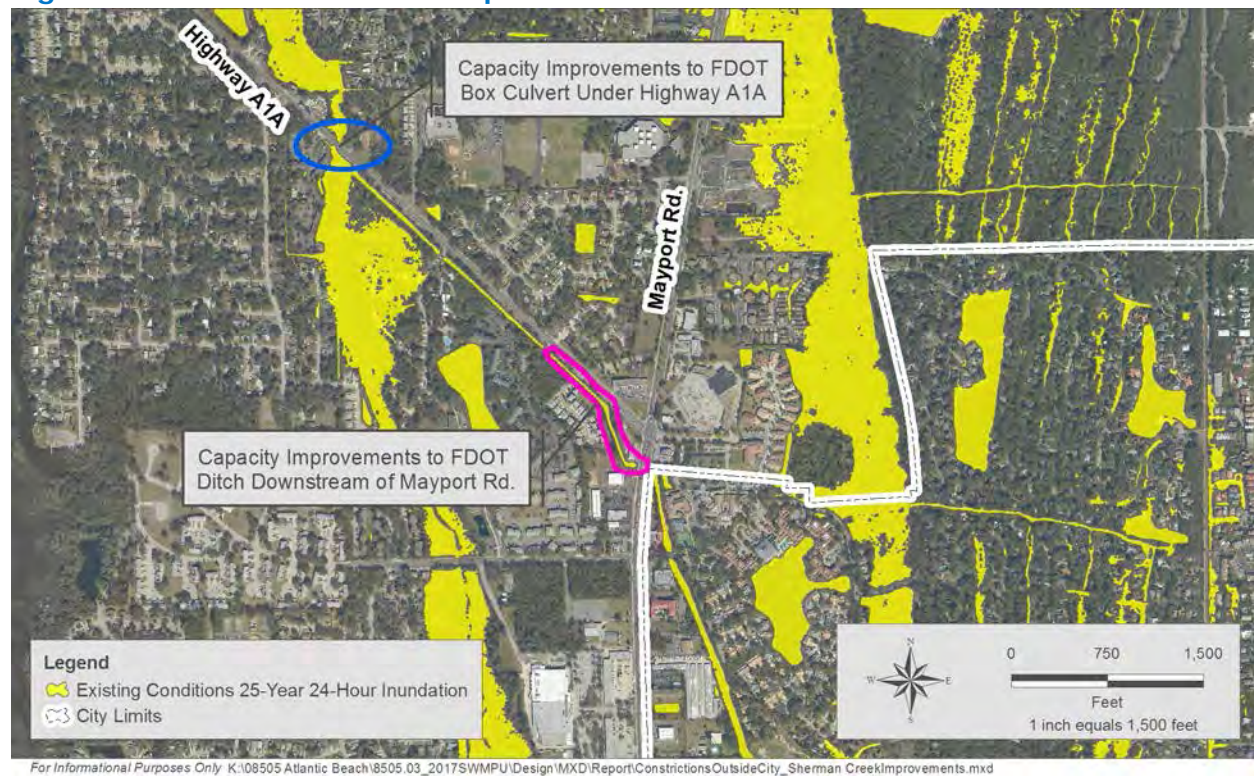 Highway A1A
Capacity Improvements to FDOT
Box Culvert Under Highway A1A
Mayport Rd.
Capacity Improvements to FDOT
Ditch Downstream of Mayport Rd.
Legend
Existing Conditions 25-Year 24-Hour Inundation
City Limits
N
W
E
S
0 750 1,500
Feet
1 inch equals 1,500 feet
For Informational Purposes Only K:\08505 Atlantic Beach\8505.03_2017SWMPU\Design\MXD\Report\ConstrictionsOutsideCity_Sherman CreekImprovements.mxd